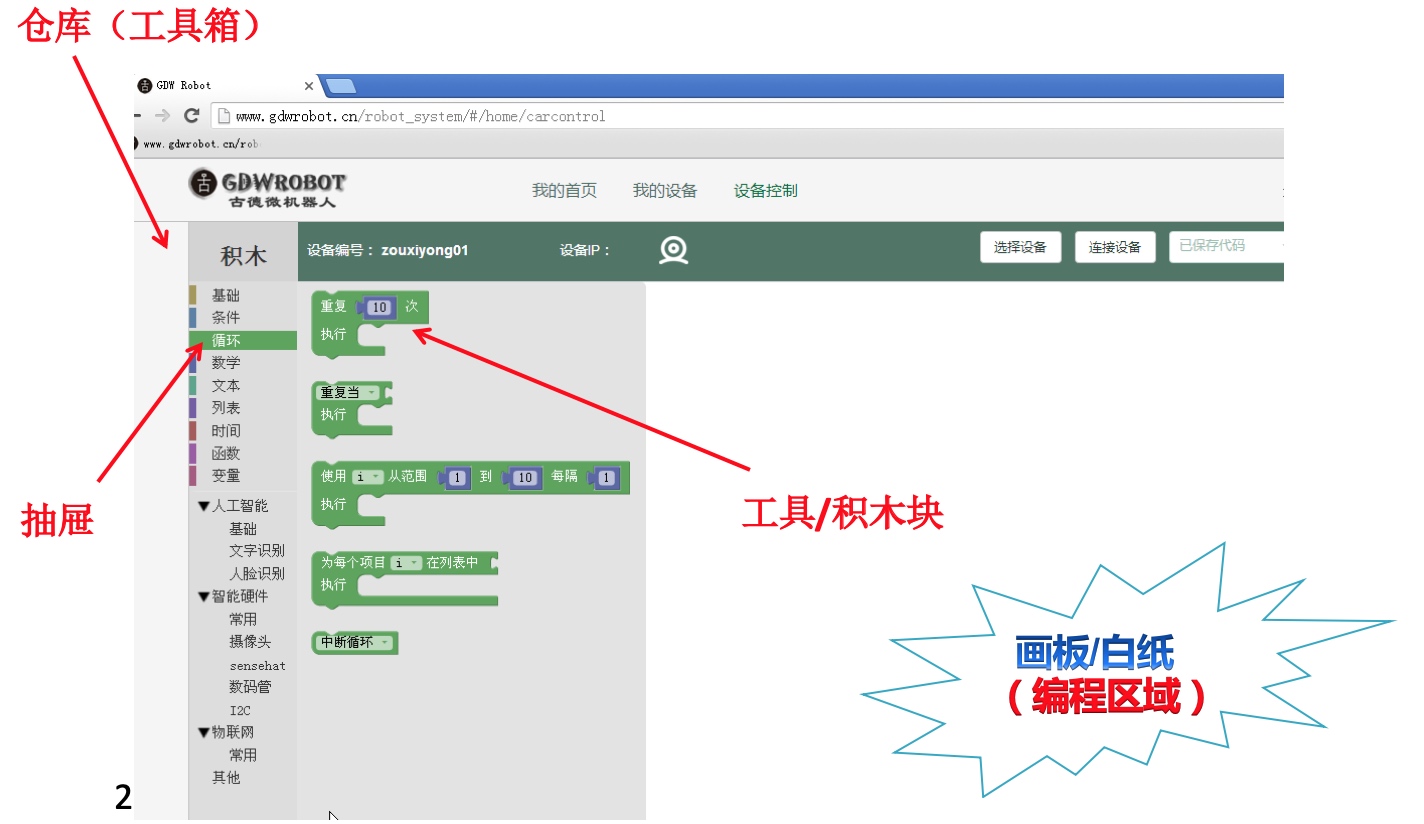 仓库（工具箱）
GDW Robot
www.gdwrobot.cn/robot_system/#/home/carcontrol
www.gdwrobot.cn/rob
古 GDWROBOT
古德微机器人
我的首页 我的设备 设备控制
积木
设备编号： zouxiyong01 设备IP：
选择设备 连接设备 已保存代码
基础
条件
循环
数学
文本
列表
时间
函数
变量
▼人工智能
基础
文字识别
人脸识别
▼智能硬件
常用
摄像头
sensehat
数码管
I2C
▼物联网
常用
其他
重复 10 次
执行
重复当
执行
使用 i 从范围 1 到 10 每隔 1
执行
为每个项目 i 在列表中
执行
中断循环
抽屉
工具/积木块
画板/白纸
（编程区域）
2